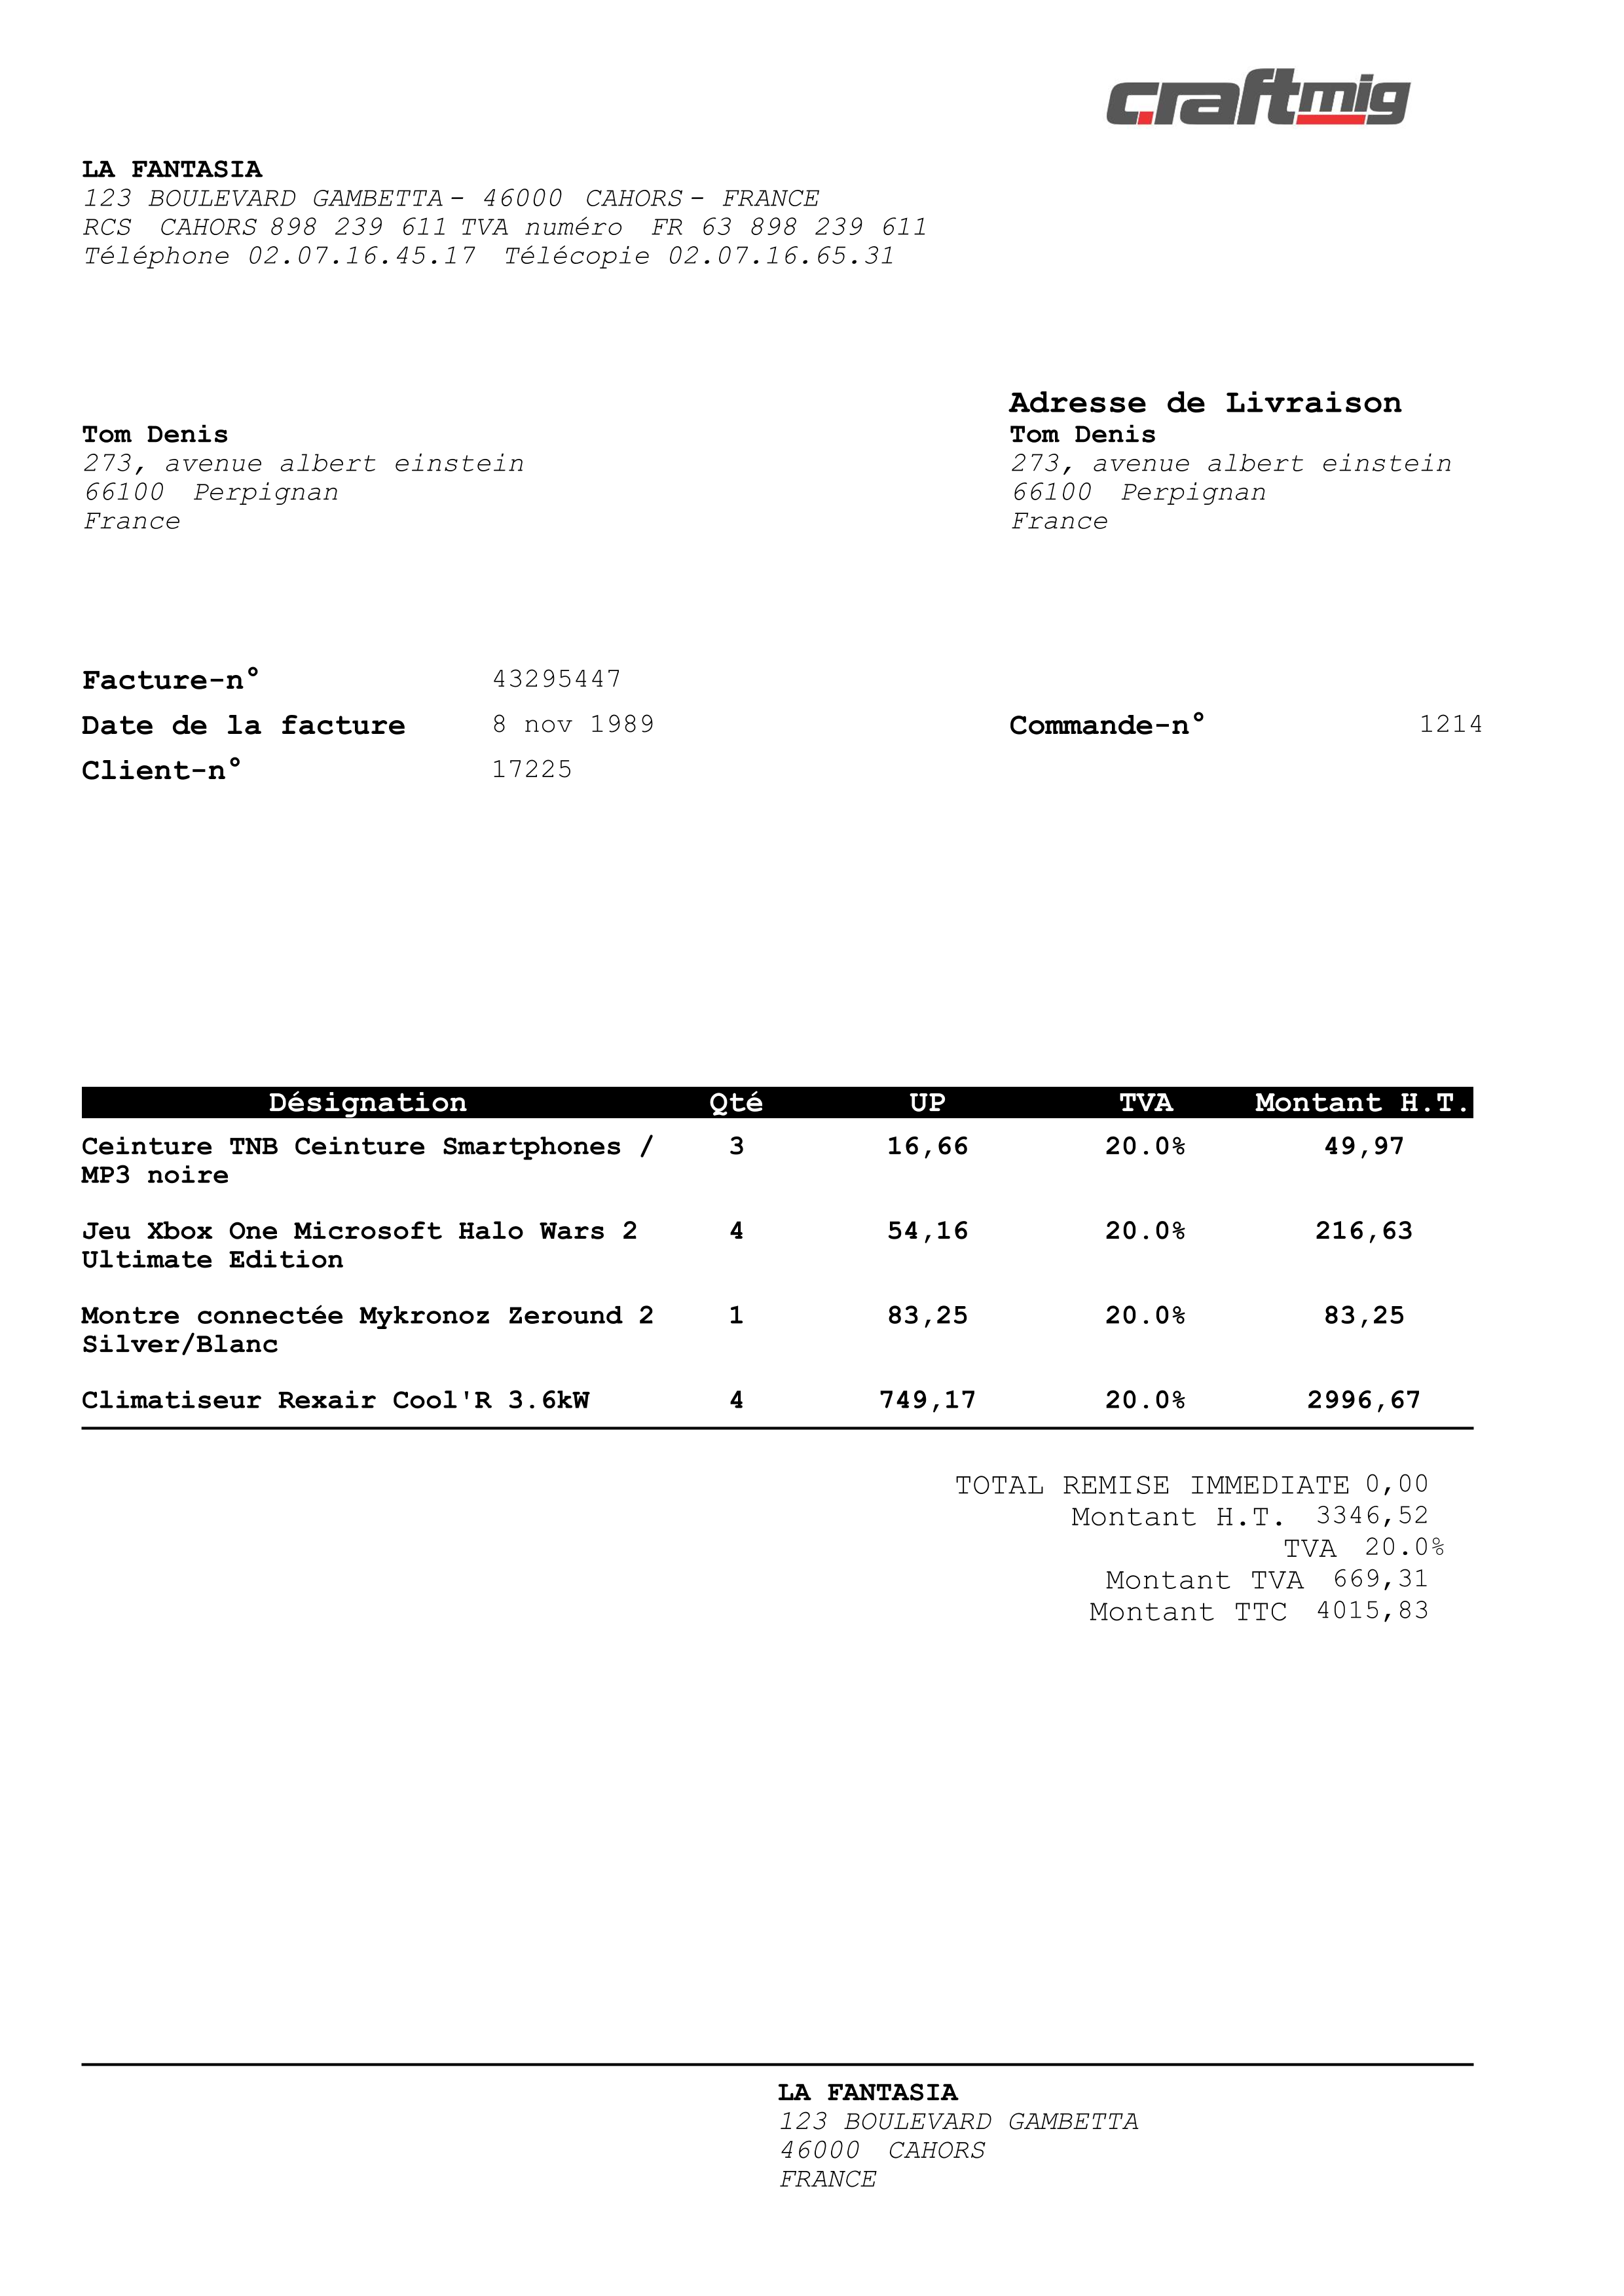 craftmig
LA FANTASIA
123 BOULEVARD GAMBETTA - 46000 CAHORS - FRANCE
RCS CAHORS 898 239 611 TVA numéro FR 63 898 239 611
Téléphone 02.07.16.45.17 Télécopie 02.07.16.65.31
Adresse de Livraison
Tom Denis Tom Denis
273, avenue albert einstein 273, avenue albert einstein
66100 Perpignan 66100 Perpignan
France France
Facture-n° 43295447
Date de la facture 8 nov 1989 Commande-n° 1214
Client-n° 17225
Désignation Qté UP TVA Montant H.T.
Ceinture TNB Ceinture Smartphones / 3 16,66 20.0% 49,97
MP3 noire
Jeu Xbox One Microsoft Halo Wars 2 4 54,16 20.0% 216,63
Ultimate Edition
Montre connectée Mykronoz Zeround 2 1 83,25 20.0% 83,25
Silver/Blanc
Climatiseur Rexair Cool'R 3.6kW 4 749,17 20.0% 2996,67
TOTAL REMISE IMMEDIATE 0,00
Montant H.T. 3346,52
TVA 20.0%
Montant TVA 669,31
Montant TTC 4015,83
LA FANTASIA
123 BOULEVARD GAMBETTA
46000 CAHORS
FRANCE